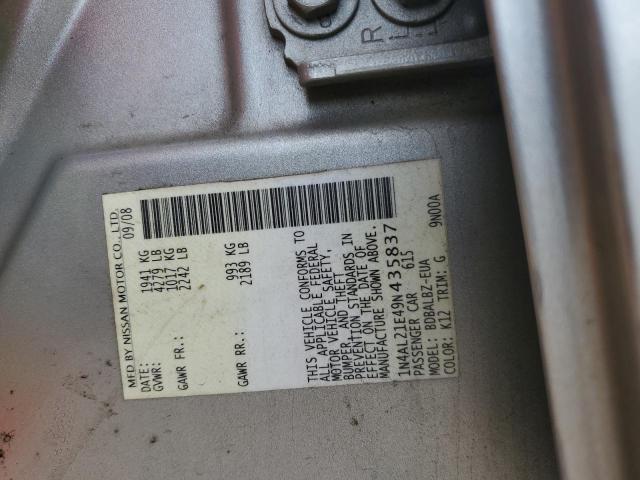 R
MFD BY NISSAN MOTOR CO., LTD.
DATE: 09/08
GVWR: 1941 KG
4279 LB
GAWR FR.: 1017 KG
2242 LB
GAWR RR.: 993 KG
2189 LB
THIS VEHICLE CONFORMS TO
ALL APPLICABLE FEDERAL
MOTOR VEHICLE SAFETY,
BUMPER, AND THEFT
PREVENTION STANDARDS IN
EFFECT ON THE DATE OF
MANUFACTURE SHOWN ABOVE.
1N4AL21E49N435837
PASSENGER CAR 615
MODEL: BDBALBZ-EUA
COLOR: K12 TRIM: G 9N00A